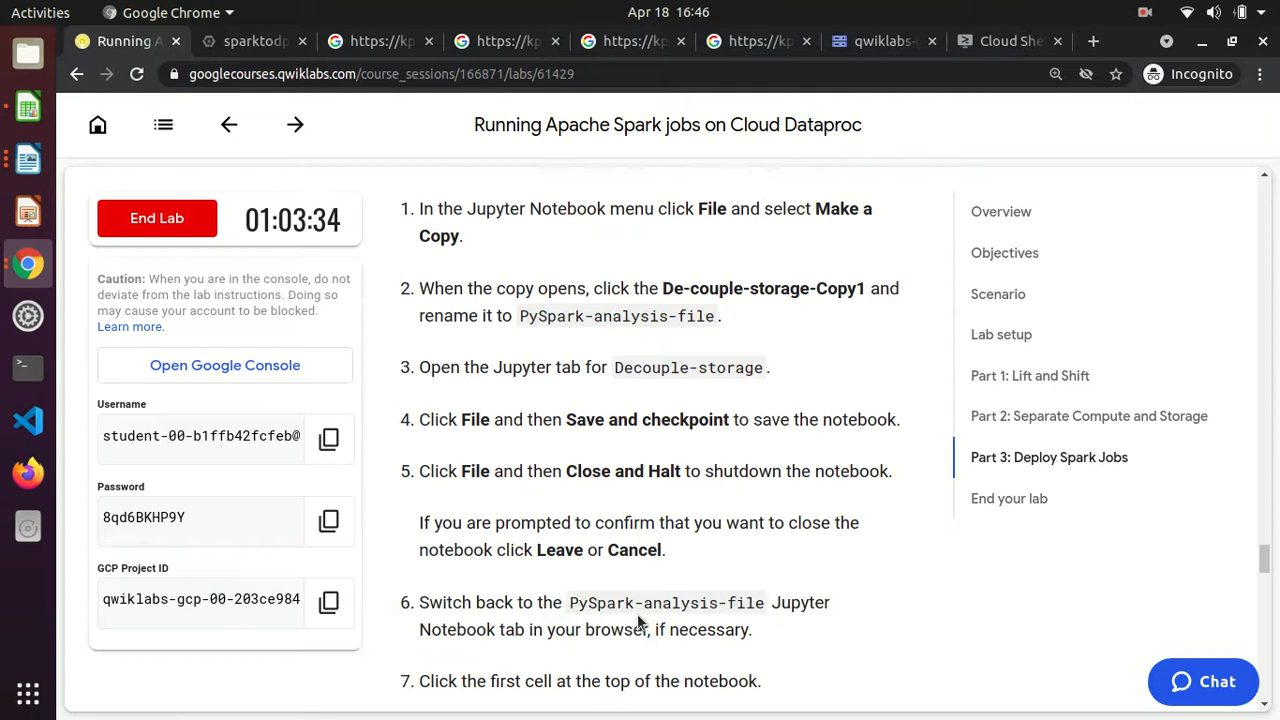 Activities
Google Chrome
Apr 18 16:46
Running A
sparktodp
https://kp
https://kp
https://kp
https://kp
qwiklabs-
Cloud She
googlecourses.qwiklabs.com/course_sessions/166871/labs/61429
Incognito
Running Apache Spark jobs on Cloud Dataproc
End Lab
01:03:34
Caution: When you are in the console, do not
deviate from the lab instructions. Doing so
may cause your account to be blocked.
Learn more.
Open Google Console
Username
student-00-b1ffb42fcfeb@
Password
8qd6BKHP9Y
GCP Project ID
qwiklabs-gcp-00-203ce984
1. In the Jupyter Notebook menu click File and select Make a
Copy.
2. When the copy opens, click the De-couple-storage-Copy1 and
rename it to PySpark-analysis-file.
3. Open the Jupyter tab for Decouple-storage.
4. Click File and then Save and checkpoint to save the notebook.
5. Click File and then Close and Halt to shutdown the notebook.
If you are prompted to confirm that you want to close the
notebook click Leave or Cancel.
6. Switch back to the PySpark-analysis-file Jupyter
Notebook tab in your browser, if necessary.
7. Click the first cell at the top of the notebook.
Overview
Objectives
Scenario
Lab setup
Part 1: Lift and Shift
Part 2: Separate Compute and Storage
Part 3: Deploy Spark Jobs
End your lab
Chat